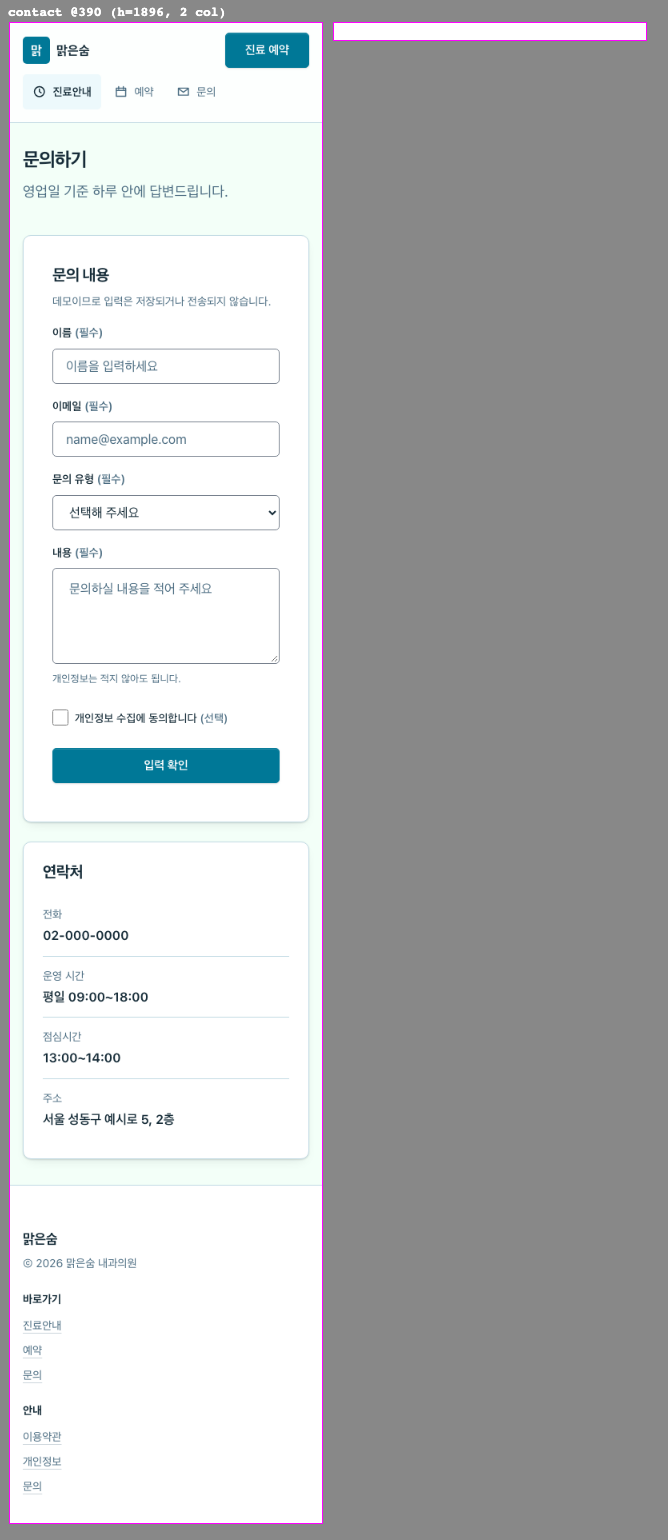 contact @390 (h=1896, 2 col)
맑 맑은숨
진료 예약
진료안내 예약 문의
문의하기
영업일 기준 하루 안에 답변드립니다.
문의 내용
데모이므로 입력은 저장되거나 전송되지 않습니다.
이름 (필수)
이름을 입력하세요
이메일 (필수)
name@example.com
문의 유형 (필수)
선택해 주세요
내용 (필수)
문의하실 내용을 적어 주세요
개인정보는 적지 않아도 됩니다.
개인정보 수집에 동의합니다 (선택)
입력 확인
연락처
전화
02-000-0000
운영 시간
평일 09:00~18:00
점심시간
13:00~14:00
주소
서울 성동구 예시로 5, 2층
맑은숨
© 2026 맑은숨 내과의원
바로가기
진료안내
예약
문의
안내
이용약관
개인정보
문의